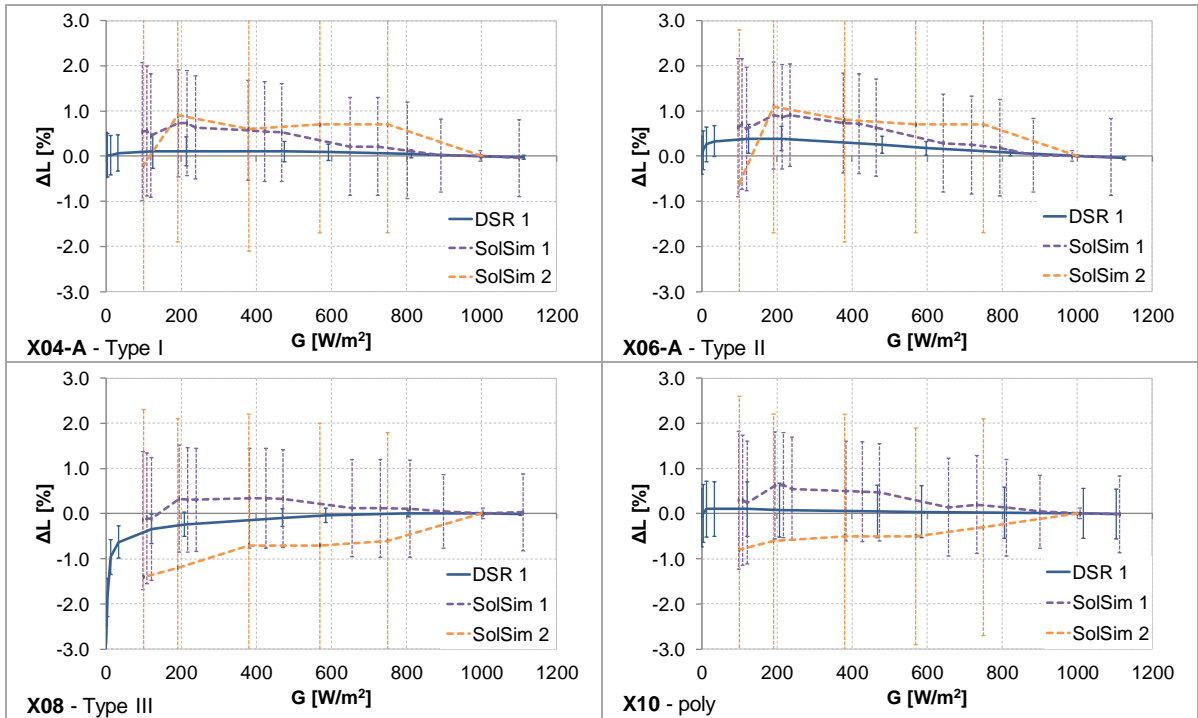 3.0
2.0
1.0
0.0
-1.0
-2.0
-3.0
ΔL [%]
0 200 400 600 800 1000 1200
G [W/m²]
DSR 1
SolSim 1
SolSim 2
X04-A - Type I
3.0
2.0
1.0
0.0
-1.0
-2.0
-3.0
ΔL [%]
0 200 400 600 800 1000 1200
G [W/m²]
DSR 1
SolSim 1
SolSim 2
X06-A - Type II
3.0
2.0
1.0
0.0
-1.0
-2.0
-3.0
ΔL [%]
0 200 400 600 800 1000 1200
G [W/m²]
DSR 1
SolSim 1
SolSim 2
X08 - Type III
3.0
2.0
1.0
0.0
-1.0
-2.0
-3.0
ΔL [%]
0 200 400 600 800 1000 1200
G [W/m²]
DSR 1
SolSim 1
SolSim 2
X10 - poly